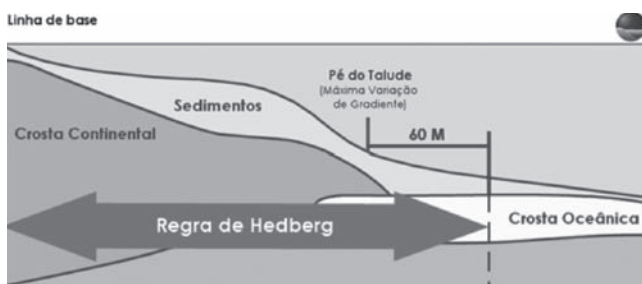 Linha de base
Pé do Talude
(Máxima Variação
de Gradiente)
Sedimentos
60 M
Crosta Continental
Regra de Hedberg
Crosta Oceânica